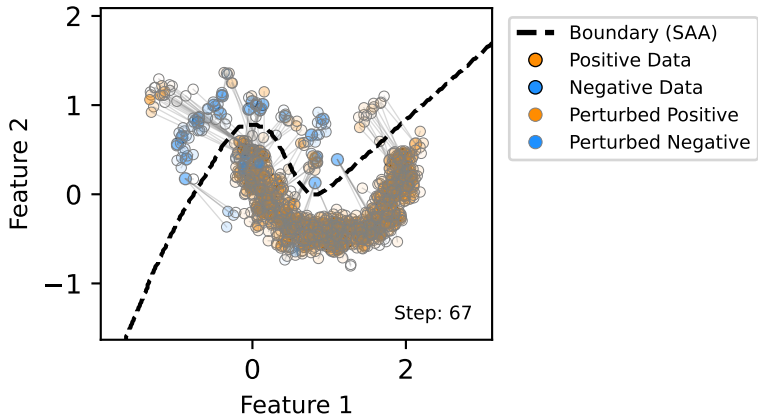 2
1
0
−1
Feature 2
0
2
Feature 1
Step: 67
Boundary (SAA)
Positive Data
Negative Data
Perturbed Positive
Perturbed Negative